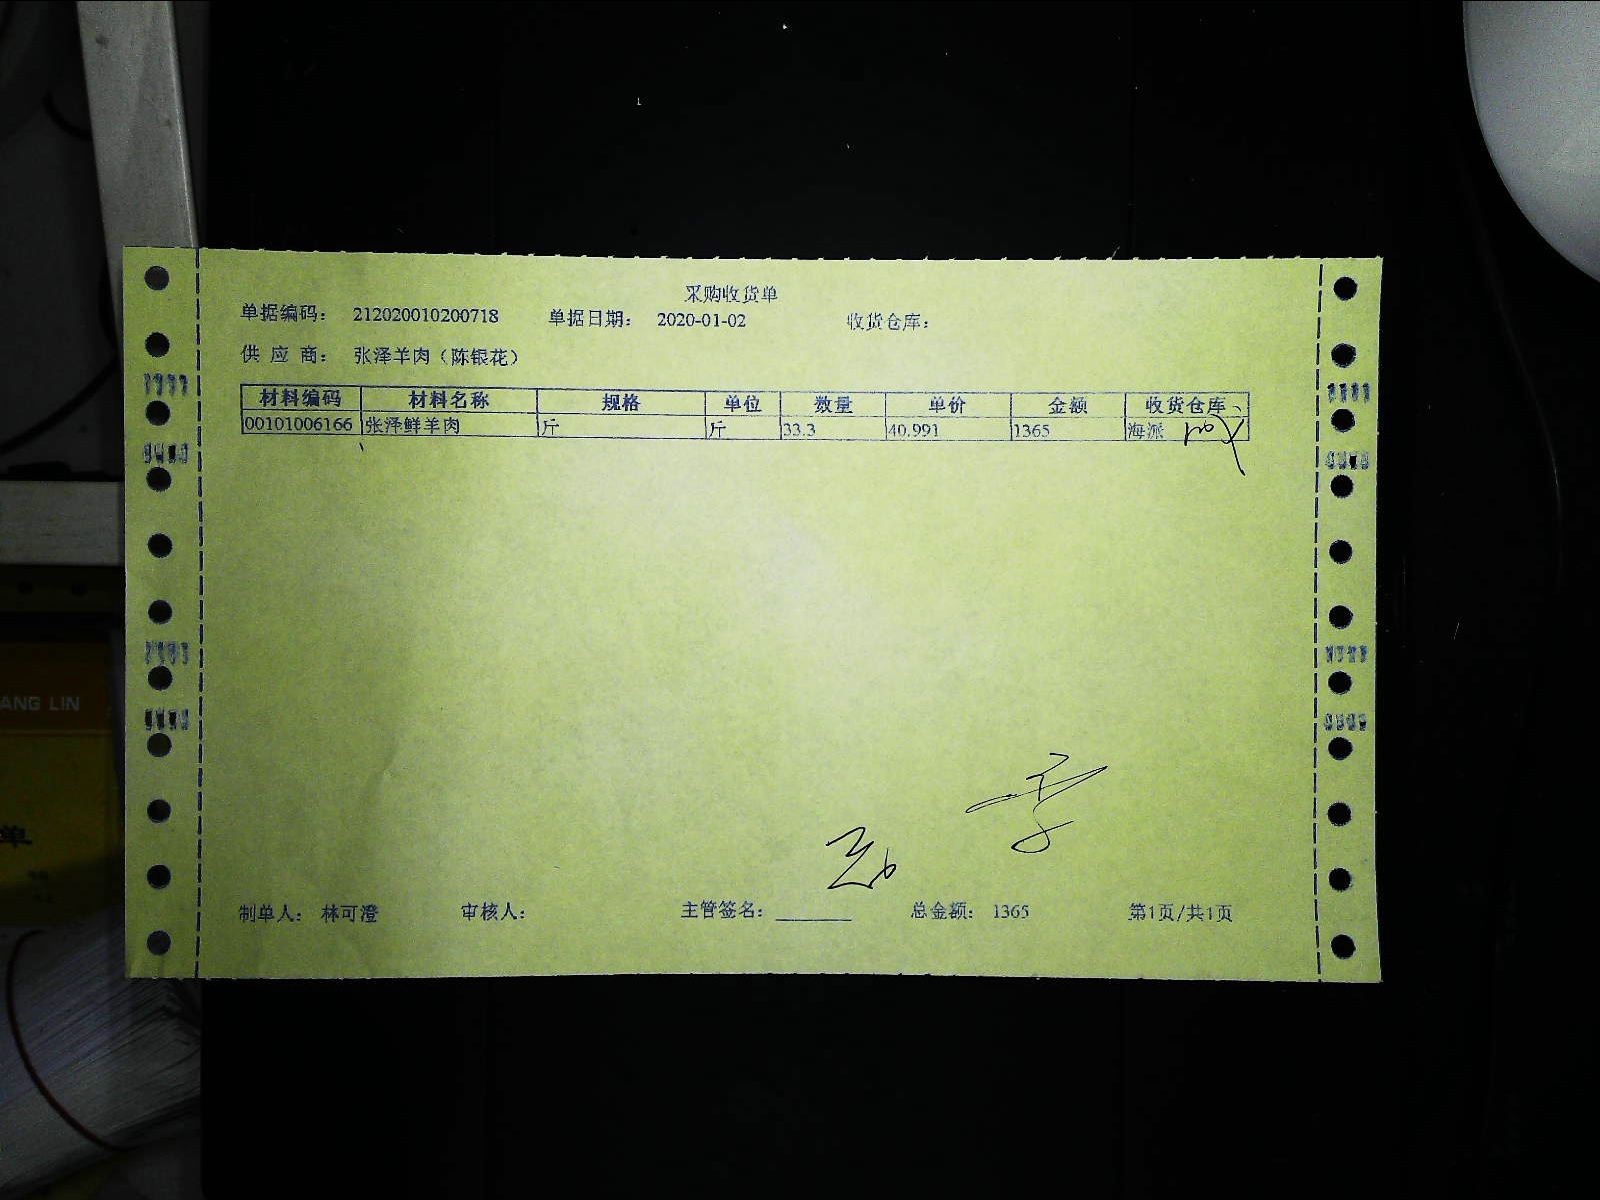 采购收货单
单据编码： 212020010200718 单据日期： 2020-01-02 收货仓库：
供 应 商： 张泽羊肉（陈银花）
材料编码 材料名称 规格 单位 数量 单价 金额 收货仓库
00101006166 张泽鲜羊肉 斤 斤 33.3 40.991 1365 海派
制单人： 林可澄 审核人： 主管签名： 总金额： 1365 第1页/共1页
ANG LIN
单